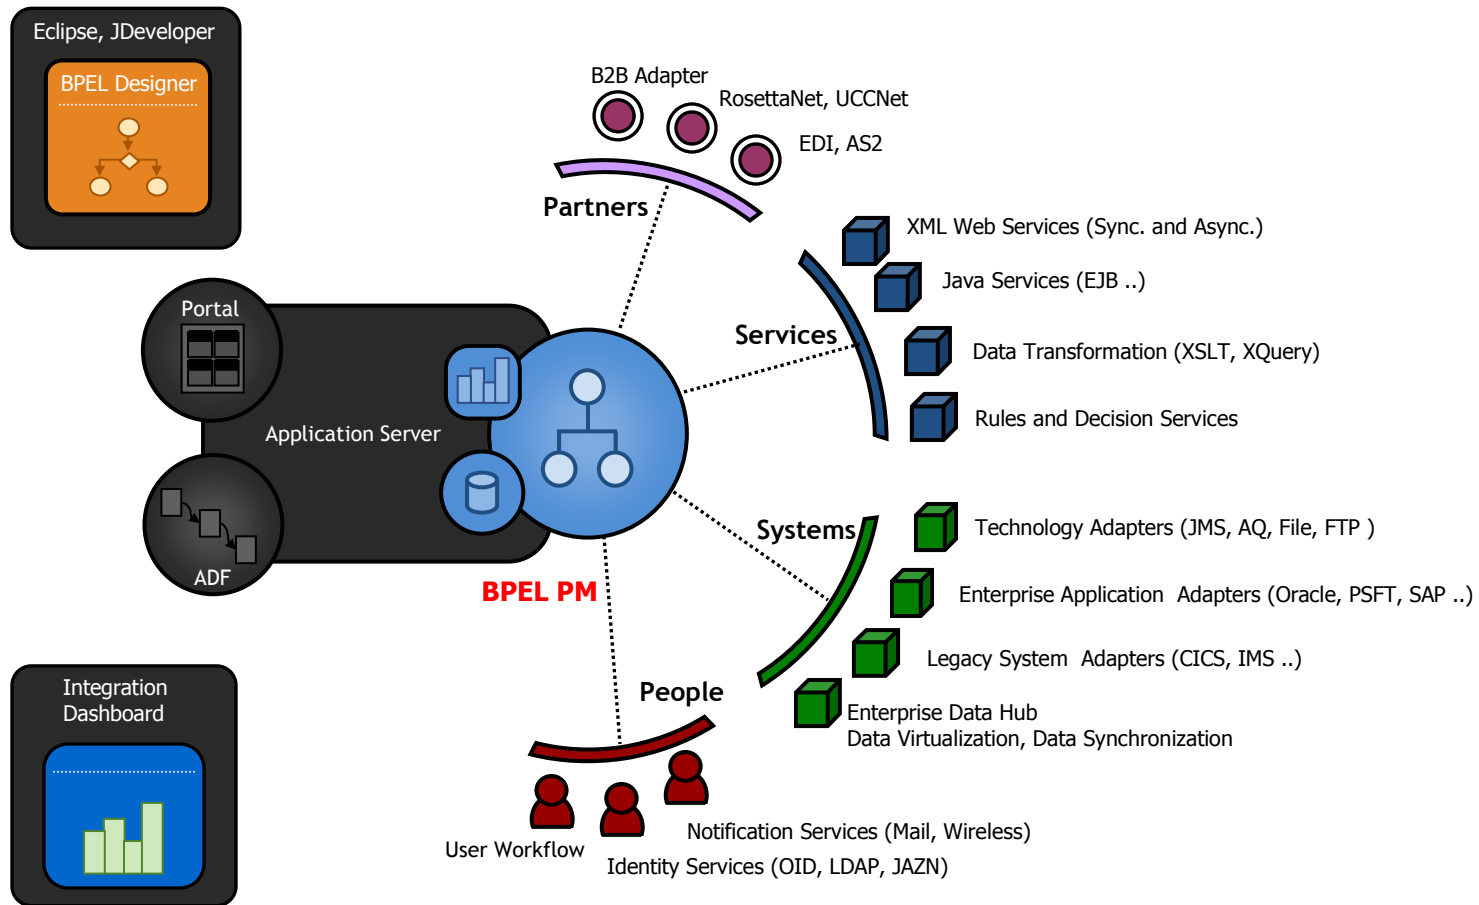 Eclipse, JDeveloper
BPEL Designer
B2B Adapter
RosettaNet, UCCNet
EDI, AS2
Partners
XML Web Services (Sync. and Async.)
Java Services (EJB ..)
Services
Data Transformation (XSLT, XQuery)
Rules and Decision Services
Portal
Application Server
ADF
BPEL PM
Systems
Technology Adapters (JMS, AQ, File, FTP )
Enterprise Application  Adapters (Oracle, PSFT, SAP ..)
Legacy System  Adapters (CICS, IMS ..)
Enterprise Data Hub
Data Virtualization, Data Synchronization
People
Notification Services (Mail, Wireless)
User Workflow
Identity Services (OID, LDAP, JAZN)
Integration
Dashboard